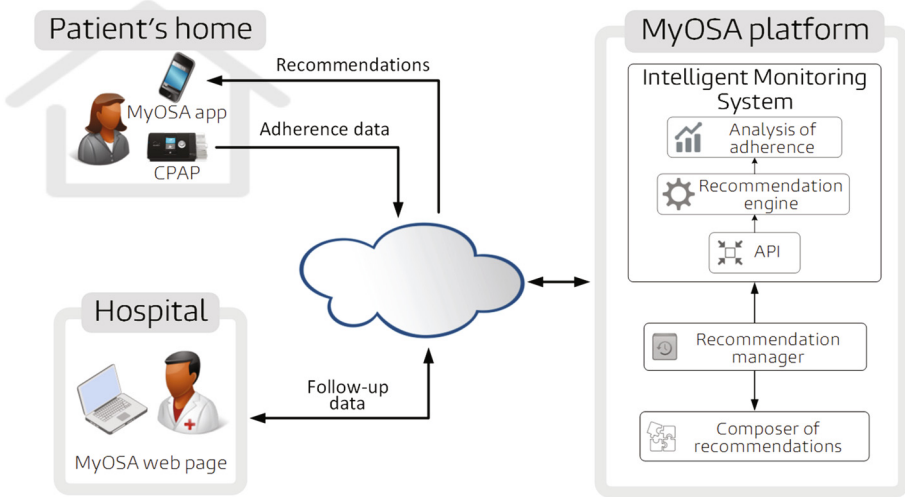 Patient's home
Recommendations
MyOSA app
Adherence data
CPAP
Hospital
Follow-up
data
MyOSA web page
MyOSA platform
Intelligent Monitoring
System
Analysis of
adherence
Recommendation
engine
API
Recommendation
manager
Composer of
recommendations